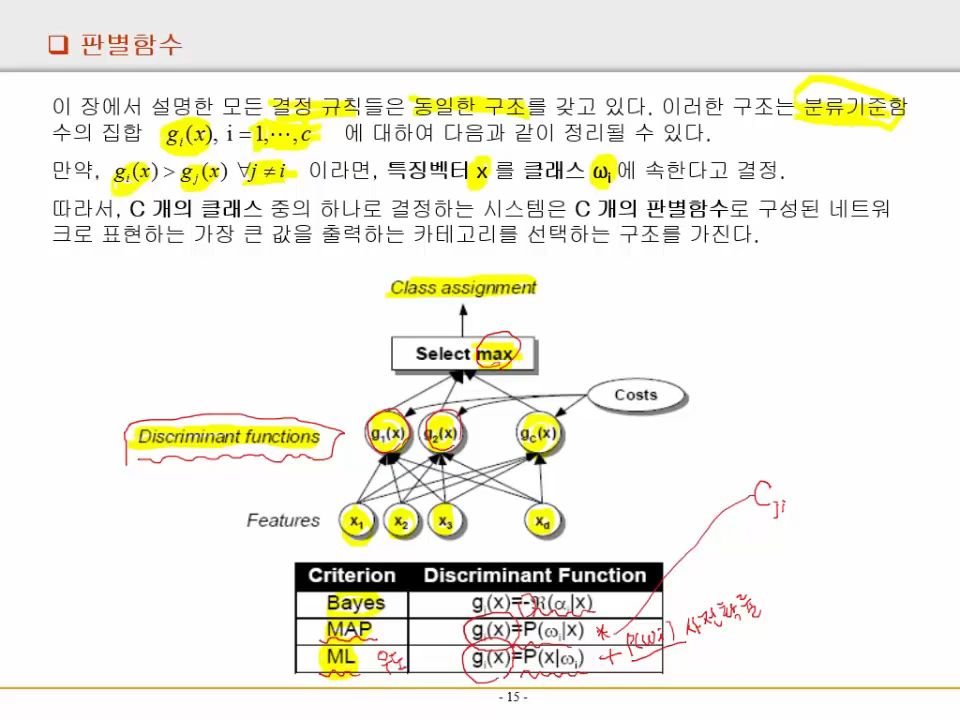 ❑ 판별함수
이 장에서 설명한 모든 결정 규칙들은 동일한 구조를 갖고 있다. 이러한 구조는 분류기준함
수의 집합 gᵢ(x), i = 1,⋯, c 에 대하여 다음과 같이 정리될 수 있다.
만약, gᵢ(x) > gⱼ(x) ∀j ≠ i 이라면, 특징벡터 x 를 클래스 ωᵢ 에 속한다고 결정.
따라서, C 개의 클래스 중의 하나로 결정하는 시스템은 C 개의 판별함수로 구성된 네트워
크로 표현하는 가장 큰 값을 출력하는 카테고리를 선택하는 구조를 가진다.
Class assignment
Select max
Costs
Discriminant functions g₁(x) g₂(x) g_C(x)
C_ji
Features x₁ x₂ x₃ x_d
Criterion Discriminant Function
Bayes gᵢ(x)=-ℜ(αᵢ|x)
MAP gᵢ(x)=P(ωᵢ|x) * P(ωi) 사전확률
ML 우도 gᵢ(x)=P(x|ωᵢ) +
- 15 -